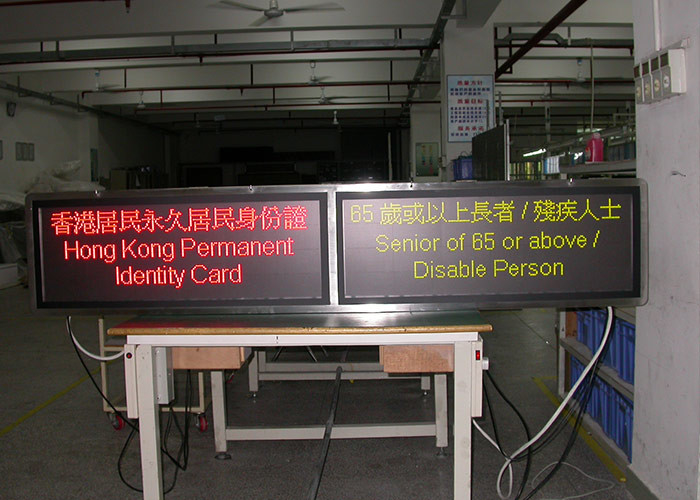 香港居民永久居民身份證
Hong Kong Permanent
Identity Card
65 歲或以上長者 / 殘疾人士
Senior of 65 or above /
Disable Person